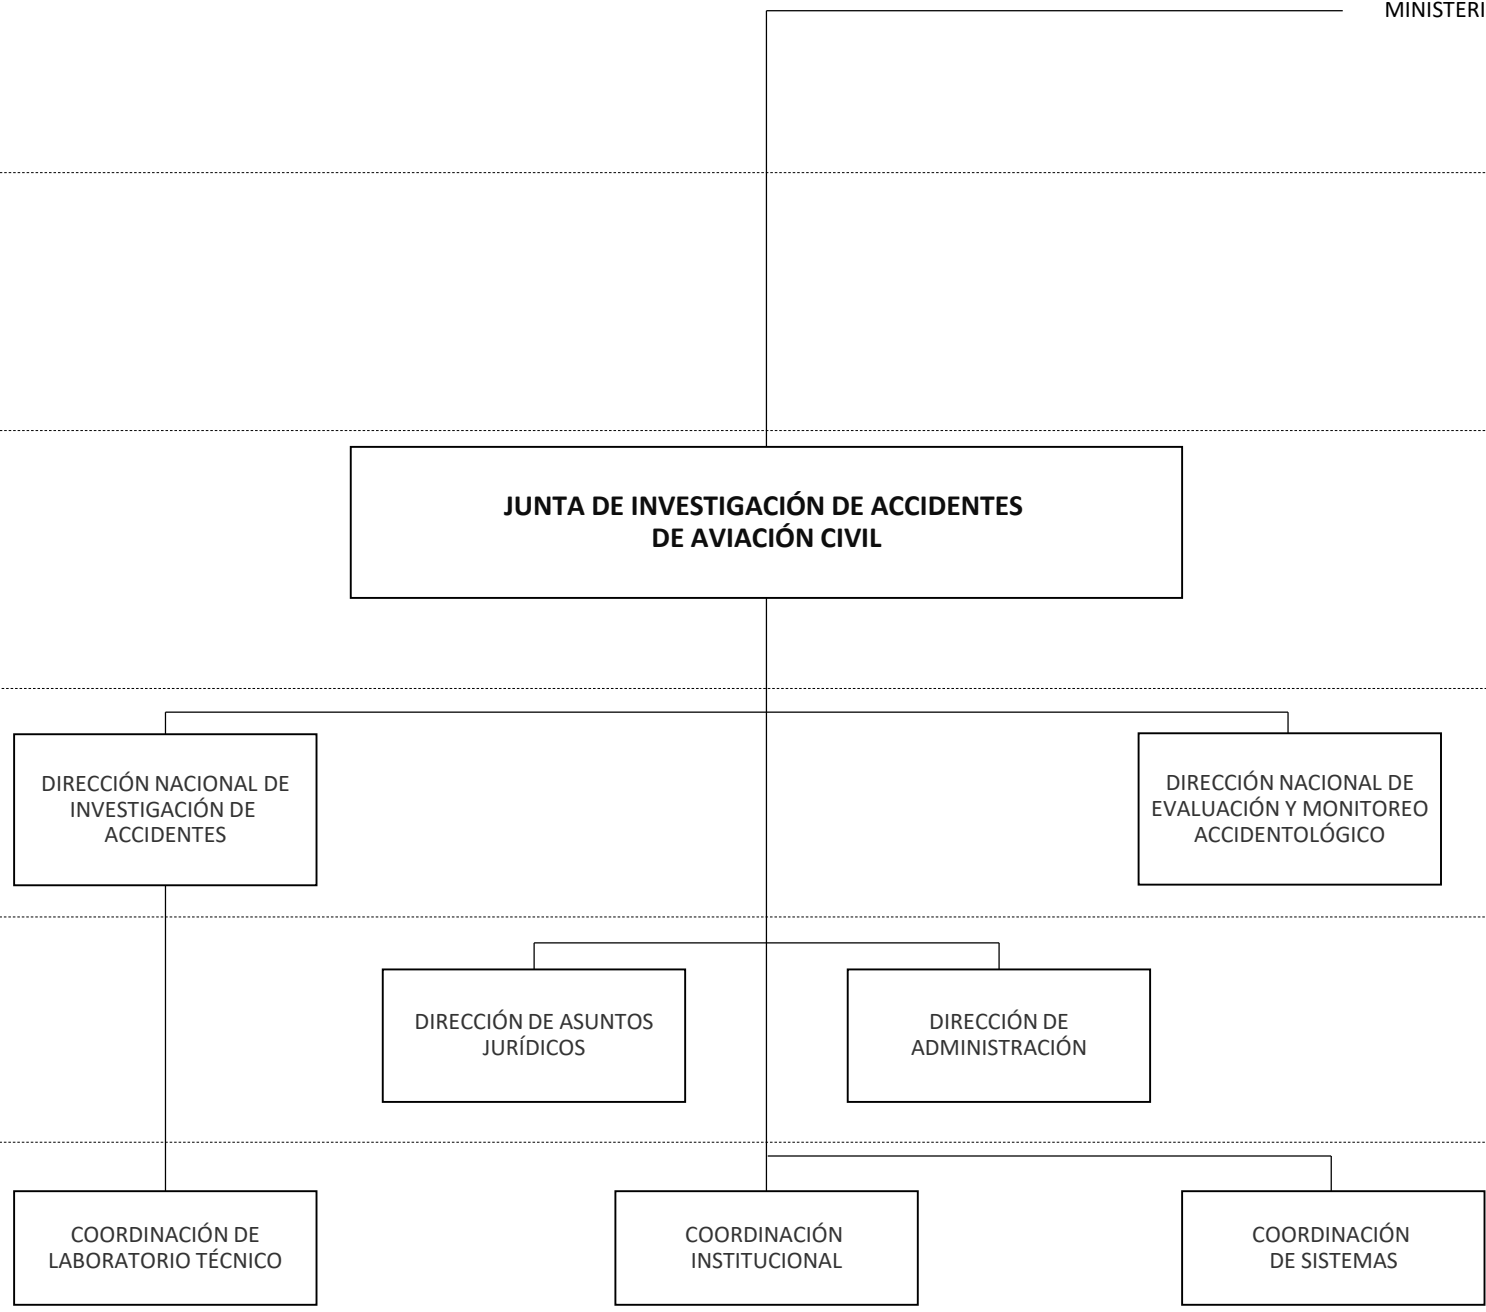 MINISTERI
JUNTA DE INVESTIGACIÓN DE ACCIDENTES
DE AVIACIÓN CIVIL
DIRECCIÓN NACIONAL DE
INVESTIGACIÓN DE
ACCIDENTES
DIRECCIÓN NACIONAL DE
EVALUACIÓN Y MONITOREO
ACCIDENTOLÓGICO
DIRECCIÓN DE ASUNTOS
JURÍDICOS
DIRECCIÓN DE
ADMINISTRACIÓN
COORDINACIÓN DE
LABORATORIO TÉCNICO
COORDINACIÓN
INSTITUCIONAL
COORDINACIÓN
DE SISTEMAS